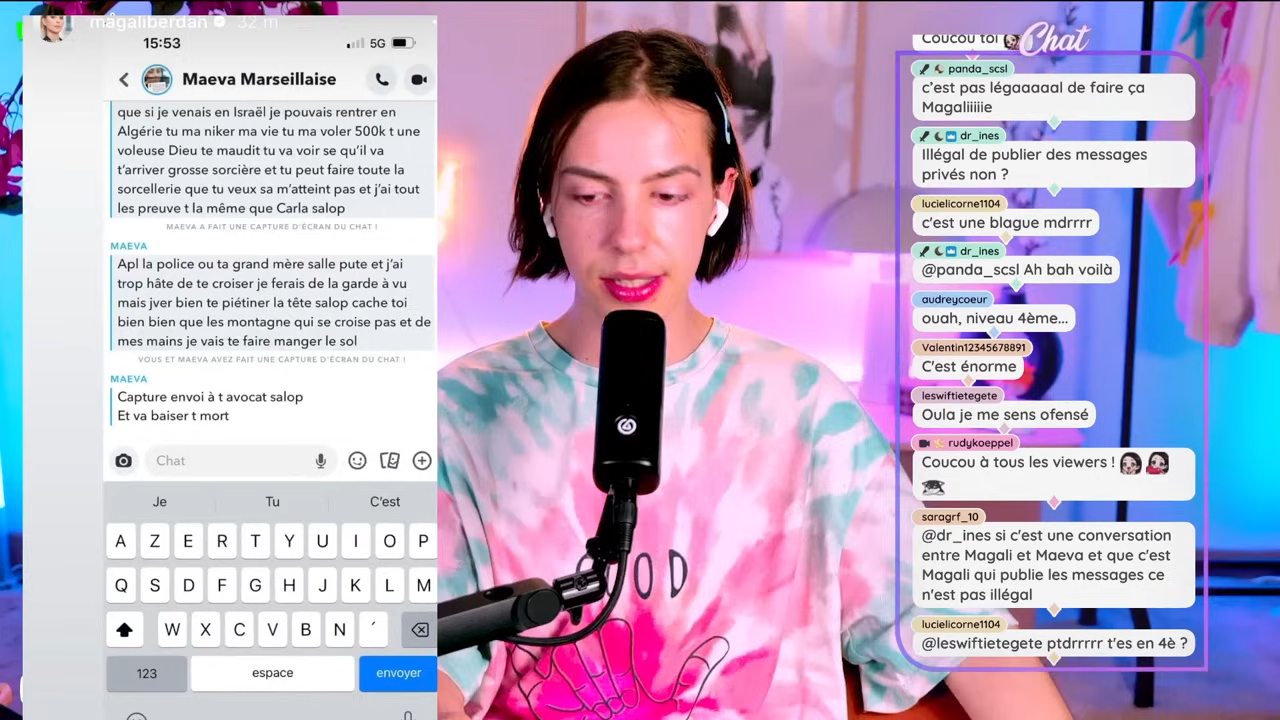 magaliberdah 32 m
15:53
5G
Maeva Marseillaise
que si je venais en Israël je pouvais rentrer en
Algérie tu ma niker ma vie tu ma voler 500k t une
voleuse Dieu te maudit tu va voir se qu'il va
t'arriver grosse sorcière et tu peut faire toute la
sorcellerie que tu veux sa m'atteint pas et j'ai tout
les preuve t la même que Carla salop
MAEVA A FAIT UNE CAPTURE D'ÉCRAN DU CHAT !
MAEVA
Apl la police ou ta grand mère salle pute et j'ai
trop hâte de te croiser je ferais de la garde à vu
mais jver bien te piétiner la tête salop cache toi
bien bien que les montagne qui se croise pas et de
mes mains je vais te faire manger le sol
VOUS ET MAEVA AVEZ FAIT UNE CAPTURE D'ÉCRAN DU CHAT !
MAEVA
Capture envoi à t avocat salop
Et va baiser t mort
Chat
Je Tu C'est
A Z E R T Y U I O P
Q S D F G H J K L M
W X C V B N ´
123 espace envoyer
OD
Chat
Coucou toi
panda_scsl
c'est pas légaaaaal de faire ça
Magaliiiiie
dr_ines
Illégal de publier des messages
privés non ?
lucielicorne1104
c'est une blague mdrrrr
dr_ines
@panda_scsl Ah bah voilà
audreycoeur
ouah, niveau 4ème...
Valentin12345678891
C'est énorme
leswiftietegete
Oula je me sens ofensé
rudykoeppel
Coucou à tous les viewers !
saragrf_10
@dr_ines si c'est une conversation
entre Magali et Maeva et que c'est
Magali qui publie les messages ce
n'est pas illégal
lucielicorne1104
@leswiftietegete ptdrrrrr t'es en 4è ?